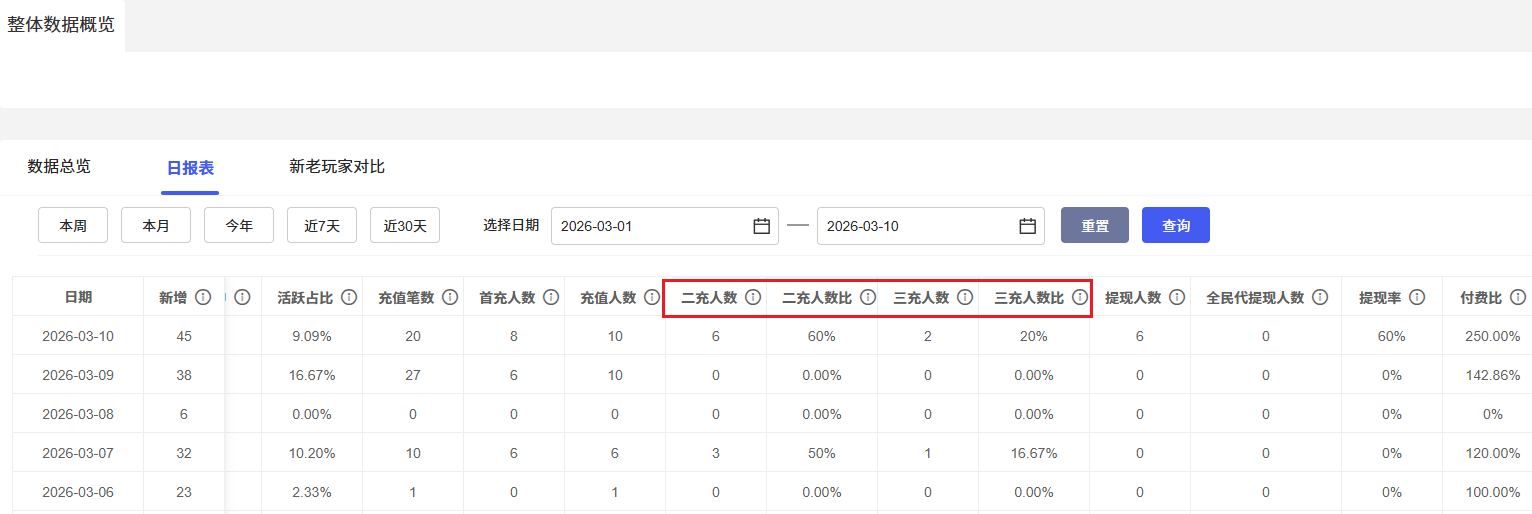 整体数据概览
数据总览 日报表 新老玩家对比
本周 本月 今年 近7天 近30天 选择日期 2026-03-01 — 2026-03-10 重置 查询
日期 新增 活跃占比 充值笔数 首充人数 充值人数 二充人数 二充人数比 三充人数 三充人数比 提现人数 全民代提现人数 提现率 付费比
2026-03-10 45 9.09% 20 8 10 6 60% 2 20% 6 0 60% 250.00%
2026-03-09 38 16.67% 27 6 10 0 0.00% 0 0.00% 0 0 0% 142.86%
2026-03-08 6 0.00% 0 0 0 0 0.00% 0 0.00% 0 0 0% 0%
2026-03-07 32 10.20% 10 6 6 3 50% 1 16.67% 0 0 0% 120.00%
2026-03-06 23 2.33% 1 0 1 0 0.00% 0 0.00% 0 0 0% 100.00%